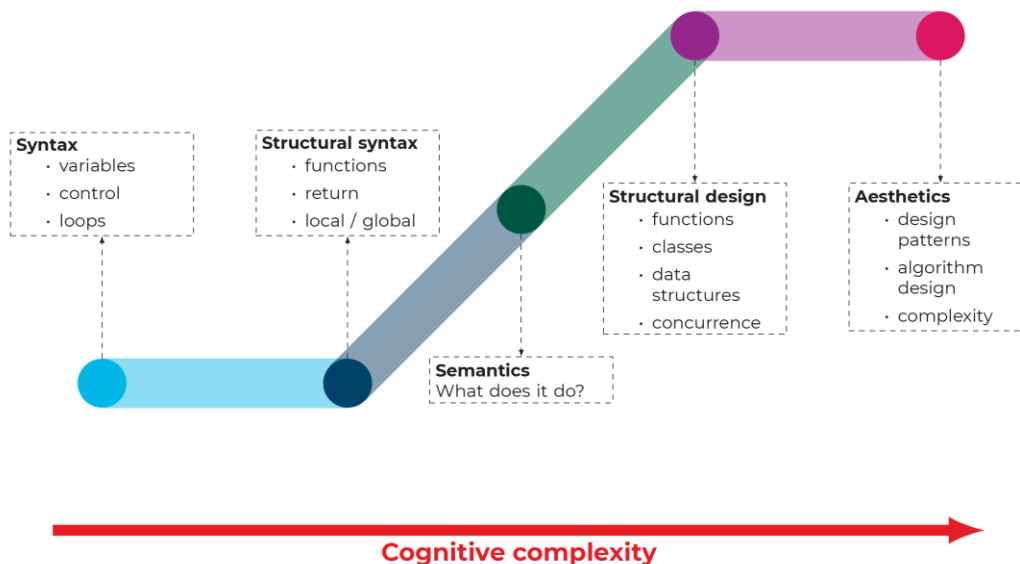 Syntax
· variables
· control
· loops
Structural syntax
· functions
· return
· local / global
Semantics
What does it do?
Structural design
· functions
· classes
· data
structures
· concurrence
Aesthetics
· design
patterns
· algorithm
design
· complexity
Cognitive complexity